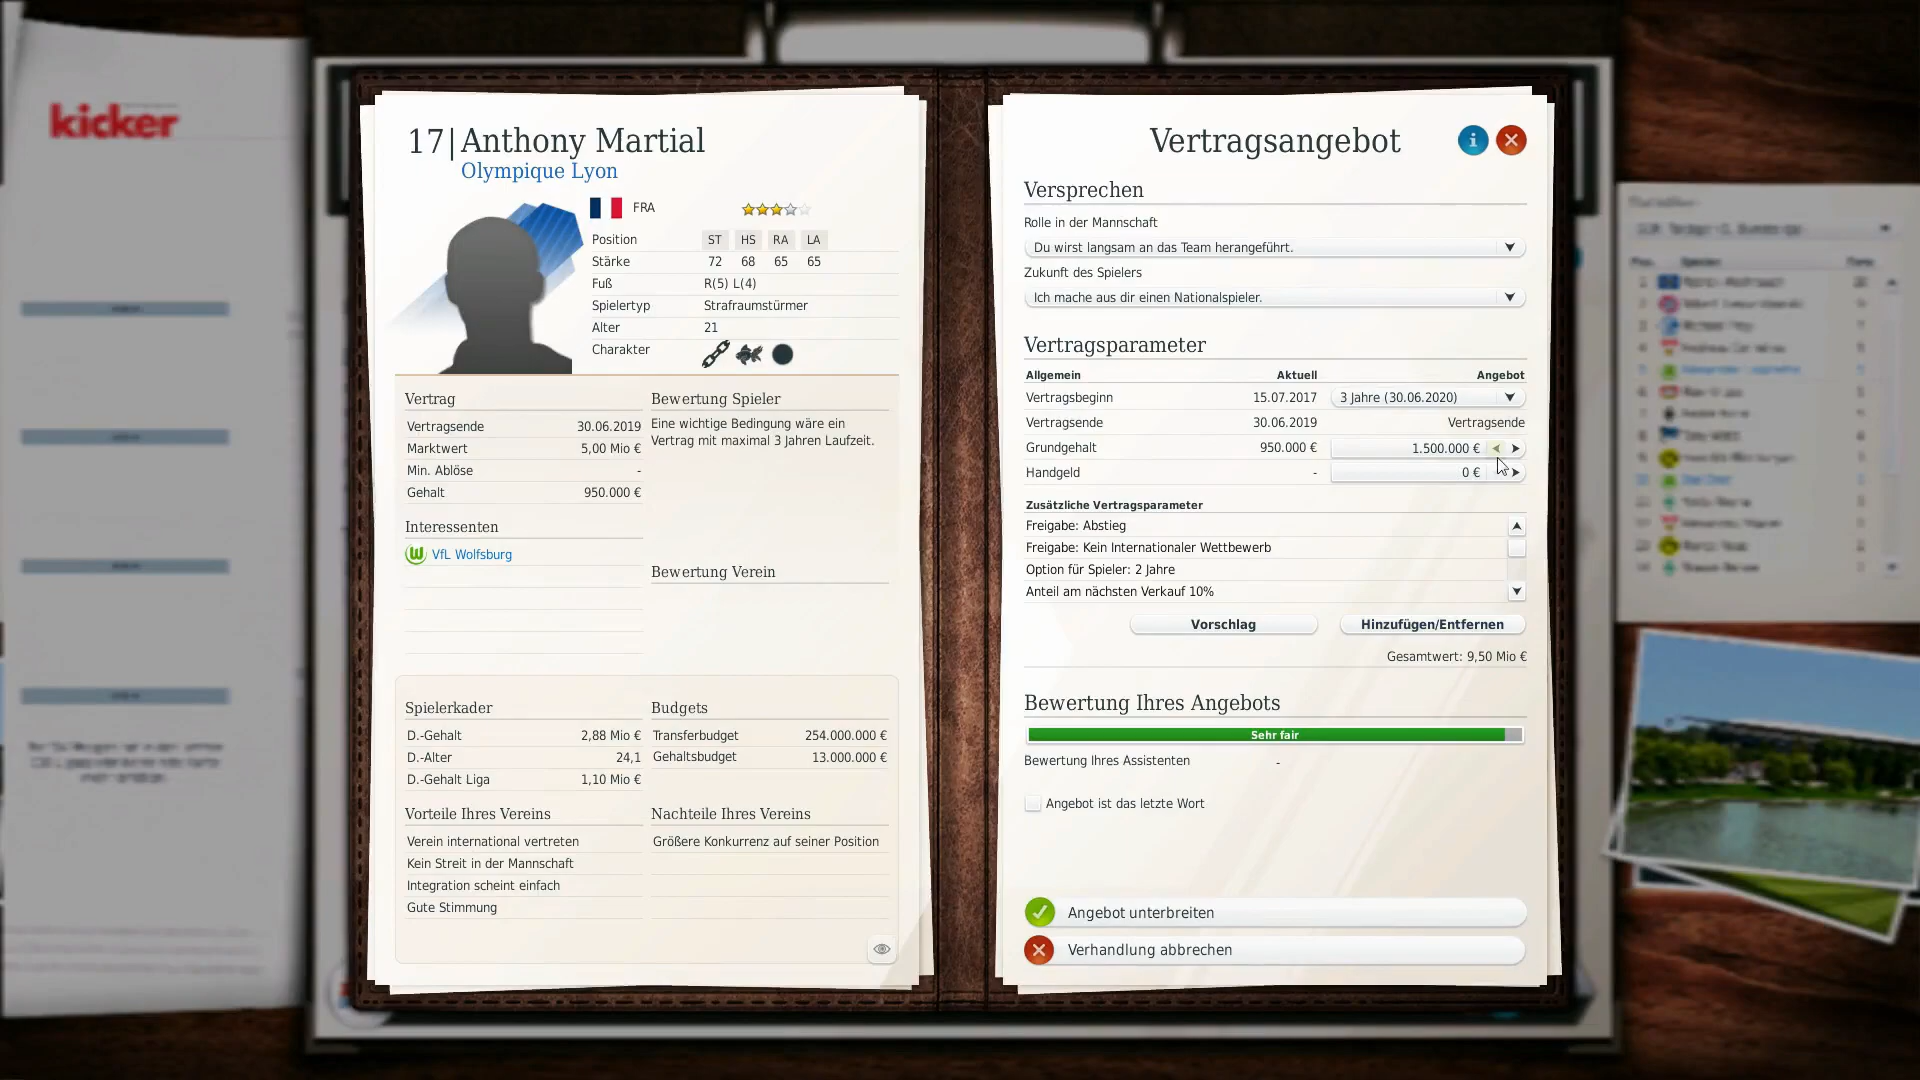 kicker
17|Anthony Martial
Olympique Lyon
FRA
Position ST HS RA LA
Stärke 72 68 65 65
Fuß R(5) L(4)
Spielertyp Strafraumstürmer
Alter 21
Charakter
Vertrag
Vertragsende 30.06.2019
Marktwert 5,00 Mio €
Min. Ablöse -
Gehalt 950.000 €
Interessenten
VfL Wolfsburg
Bewertung Spieler
Eine wichtige Bedingung wäre ein
Vertrag mit maximal 3 Jahren Laufzeit.
Bewertung Verein
Spielerkader
D.-Gehalt 2,88 Mio €
D.-Alter 24,1
D.-Gehalt Liga 1,10 Mio €
Budgets
Transferbudget 254.000.000 €
Gehaltsbudget 13.000.000 €
Vorteile Ihres Vereins
Verein international vertreten
Kein Streit in der Mannschaft
Integration scheint einfach
Gute Stimmung
Nachteile Ihres Vereins
Größere Konkurrenz auf seiner Position
Vertragsangebot
Versprechen
Rolle in der Mannschaft
Du wirst langsam an das Team herangeführt.
Zukunft des Spielers
Ich mache aus dir einen Nationalspieler.
Vertragsparameter
Allgemein Aktuell Angebot
Vertragsbeginn 15.07.2017 3 Jahre (30.06.2020)
Vertragsende 30.06.2019 Vertragsende
Grundgehalt 950.000 € 1.500.000 €
Handgeld - 0 €
Zusätzliche Vertragsparameter
Freigabe: Abstieg
Freigabe: Kein Internationaler Wettbewerb
Option für Spieler: 2 Jahre
Anteil am nächsten Verkauf 10%
Vorschlag Hinzufügen/Entfernen
Gesamtwert: 9,50 Mio €
Bewertung Ihres Angebots
Sehr fair
Bewertung Ihres Assistenten -
Angebot ist das letzte Wort
Angebot unterbreiten
Verhandlung abbrechen